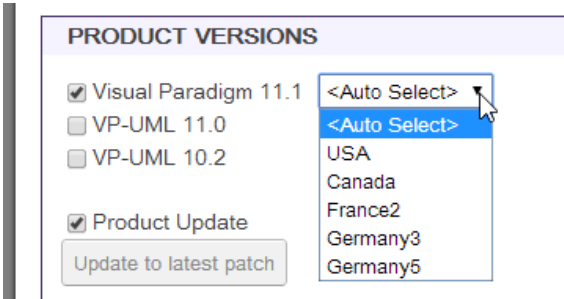 PRODUCT VERSIONS
Visual Paradigm 11.1 <Auto Select>
VP-UML 11.0 <Auto Select>
VP-UML 10.2 USA
Canada
France2
Product Update Germany3
Update to latest patch Germany5